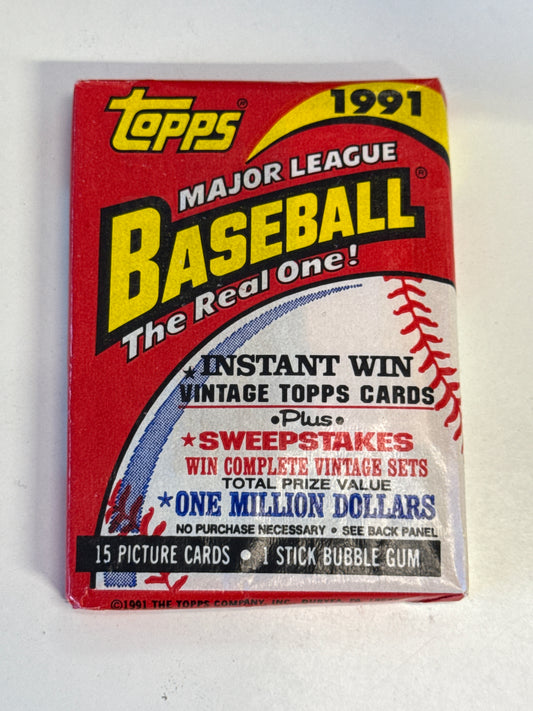 TOPPS®
1991
MAJOR LEAGUE
BASEBALL®
The Real One!
★INSTANT WIN
VINTAGE TOPPS CARDS
•Plus•
★SWEEPSTAKES
WIN COMPLETE VINTAGE SETS
TOTAL PRIZE VALUE
★ONE MILLION DOLLARS
NO PURCHASE NECESSARY • SEE BACK PANEL
15 PICTURE CARDS • 1 STICK BUBBLE GUM
©1991 THE TOPPS COMPANY, INC.